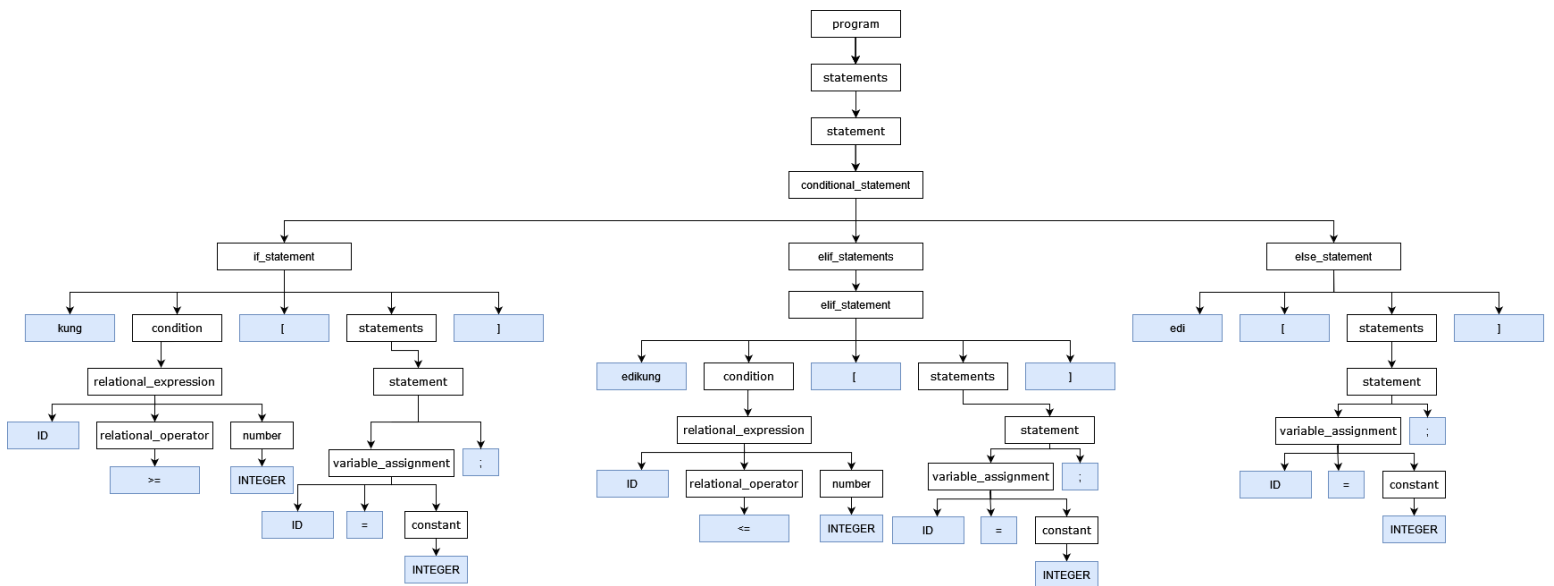 program
statements
statement
conditional_statement
if_statement
elif_statements
else_statement
elif_statement
kung
condition
[
statements
]
edi
[
statements
]
edikung
condition
[
statements
]
relational_expression
statement
statement
relational_expression
statement
variable_assignment
;
ID
relational_operator
number
variable_assignment
;
>=
INTEGER
ID
relational_operator
number
variable_assignment
;
ID
=
constant
ID
=
constant
<=
INTEGER
ID
=
constant
INTEGER
INTEGER
INTEGER